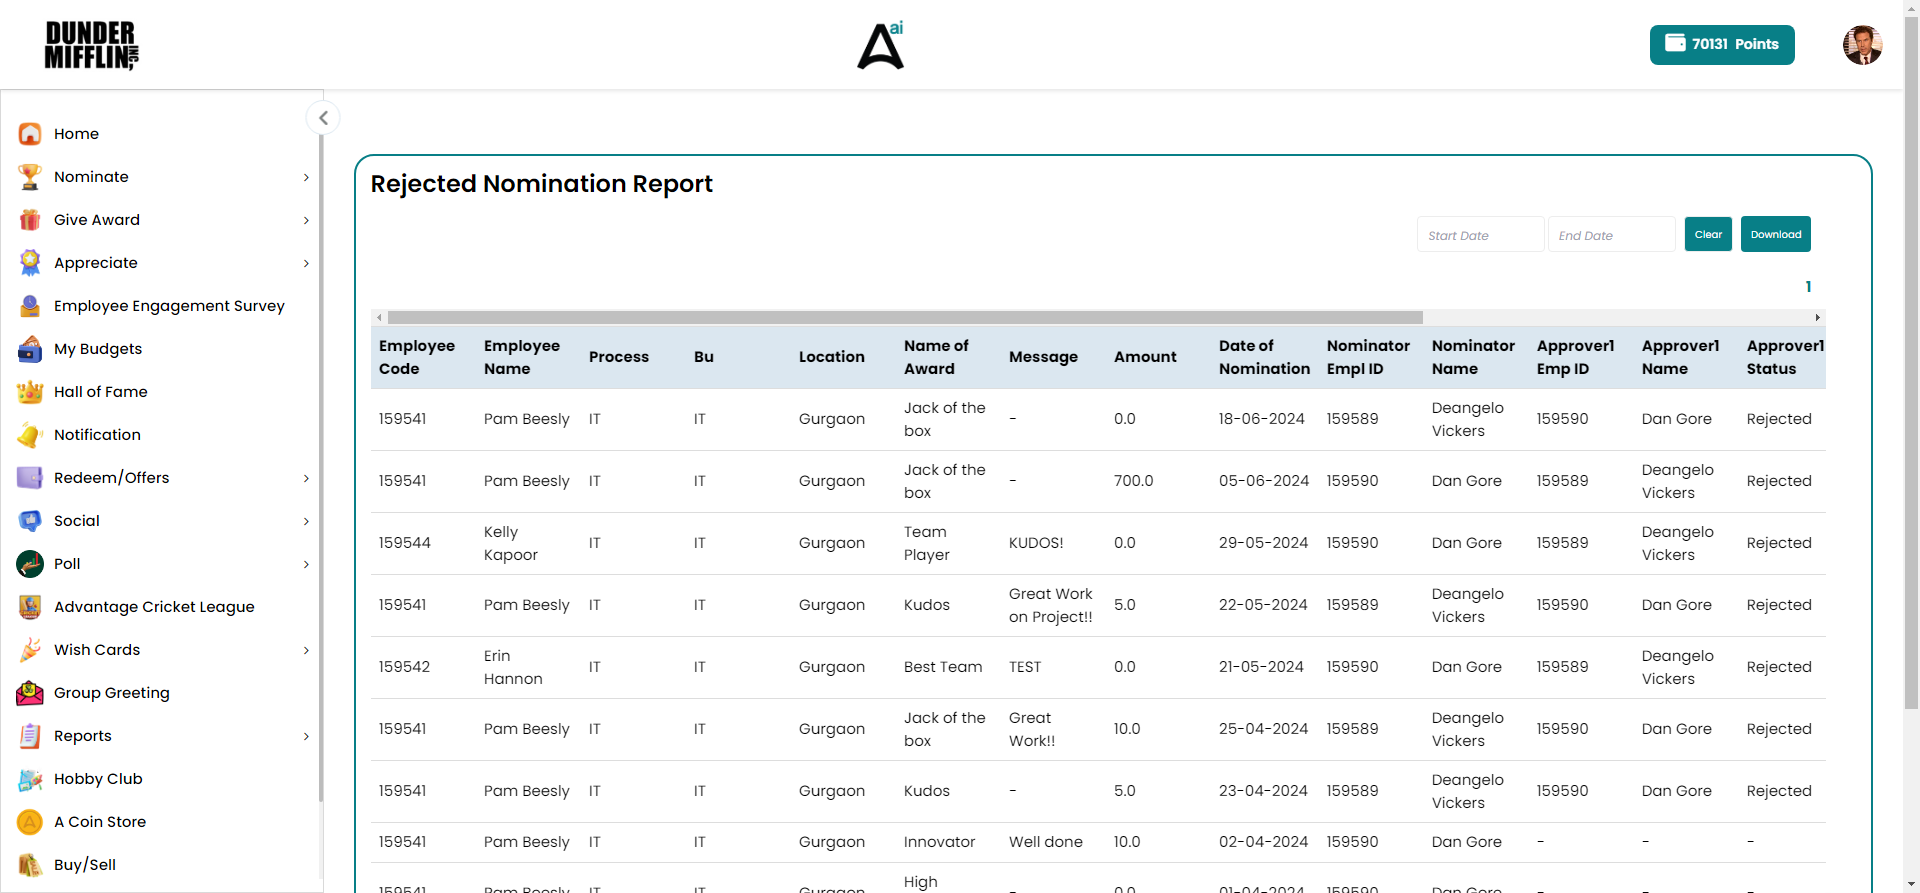 DUNDER
MIFFLIN INC,
ai
70131 Points
Home
Nominate
Give Award
Appreciate
Employee Engagement Survey
My Budgets
Hall of Fame
Notification
Redeem/Offers
Social
Poll
Advantage Cricket League
Wish Cards
Group Greeting
Reports
Hobby Club
A Coin Store
Buy/Sell
Rejected Nomination Report
Start Date End Date Clear Download
1
Employee Code Employee Name Process Bu Location Name of Award Message Amount Date of Nomination Nominator Empl ID Nominator Name Approver1 Emp ID Approver1 Name Approver1 Status
159541 Pam Beesly IT IT Gurgaon Jack of the box - 0.0 18-06-2024 159589 Deangelo Vickers 159590 Dan Gore Rejected
159541 Pam Beesly IT IT Gurgaon Jack of the box - 700.0 05-06-2024 159590 Dan Gore 159589 Deangelo Vickers Rejected
159544 Kelly Kapoor IT IT Gurgaon Team Player KUDOS! 0.0 29-05-2024 159590 Dan Gore 159589 Deangelo Vickers Rejected
159541 Pam Beesly IT IT Gurgaon Kudos Great Work on Project!! 5.0 22-05-2024 159589 Deangelo Vickers 159590 Dan Gore Rejected
159542 Erin Hannon IT IT Gurgaon Best Team TEST 0.0 21-05-2024 159590 Dan Gore 159589 Deangelo Vickers Rejected
159541 Pam Beesly IT IT Gurgaon Jack of the box Great Work!! 10.0 25-04-2024 159589 Deangelo Vickers 159590 Dan Gore Rejected
159541 Pam Beesly IT IT Gurgaon Kudos - 5.0 23-04-2024 159589 Deangelo Vickers 159590 Dan Gore Rejected
159541 Pam Beesly IT IT Gurgaon Innovator Well done 10.0 02-04-2024 159590 Dan Gore - - -
159541 Pam Beesly IT IT Gurgaon High - 0.0 01-04-2024 159590 Dan Gore - - -